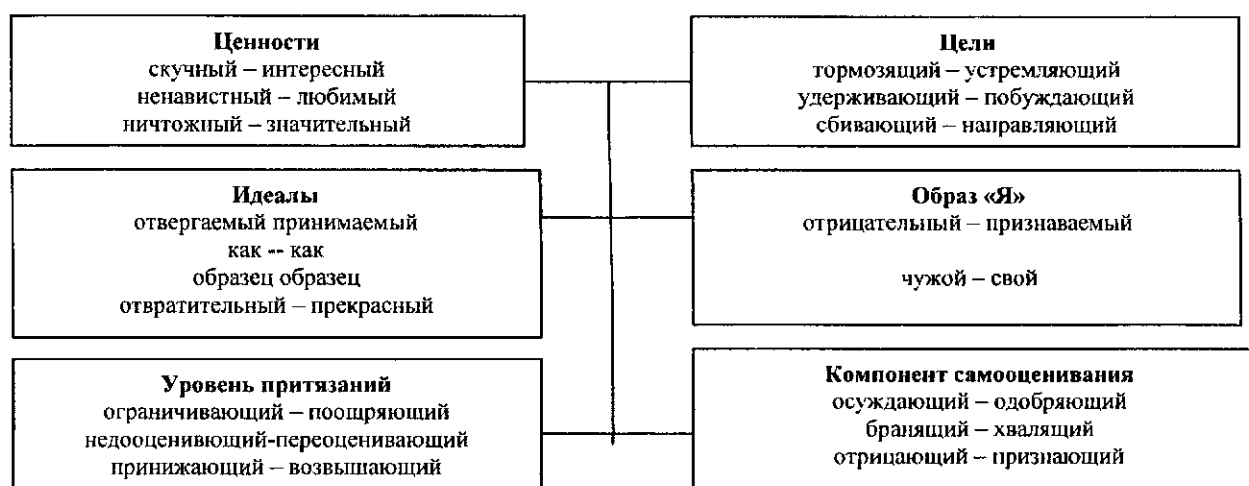 Ценности
скучный – интересный
ненавистный – любимый
ничтожный – значительный
Цели
тормозящий – устремляющий
удерживающий – побуждающий
сбивающий – направляющий
Идеалы
отвергаемый принимаемый
как -- как
образец образец
отвратительный – прекрасный
Образ «Я»
отрицательный – признаваемый
чужой – свой
Уровень притязаний
ограничивающий – поощряющий
недооценивющий-переоценивающий
принижающий – возвышающий
Компонент самооценивания
осуждающий – одобряющий
бранящий – хвалящий
отрицающий – признающий